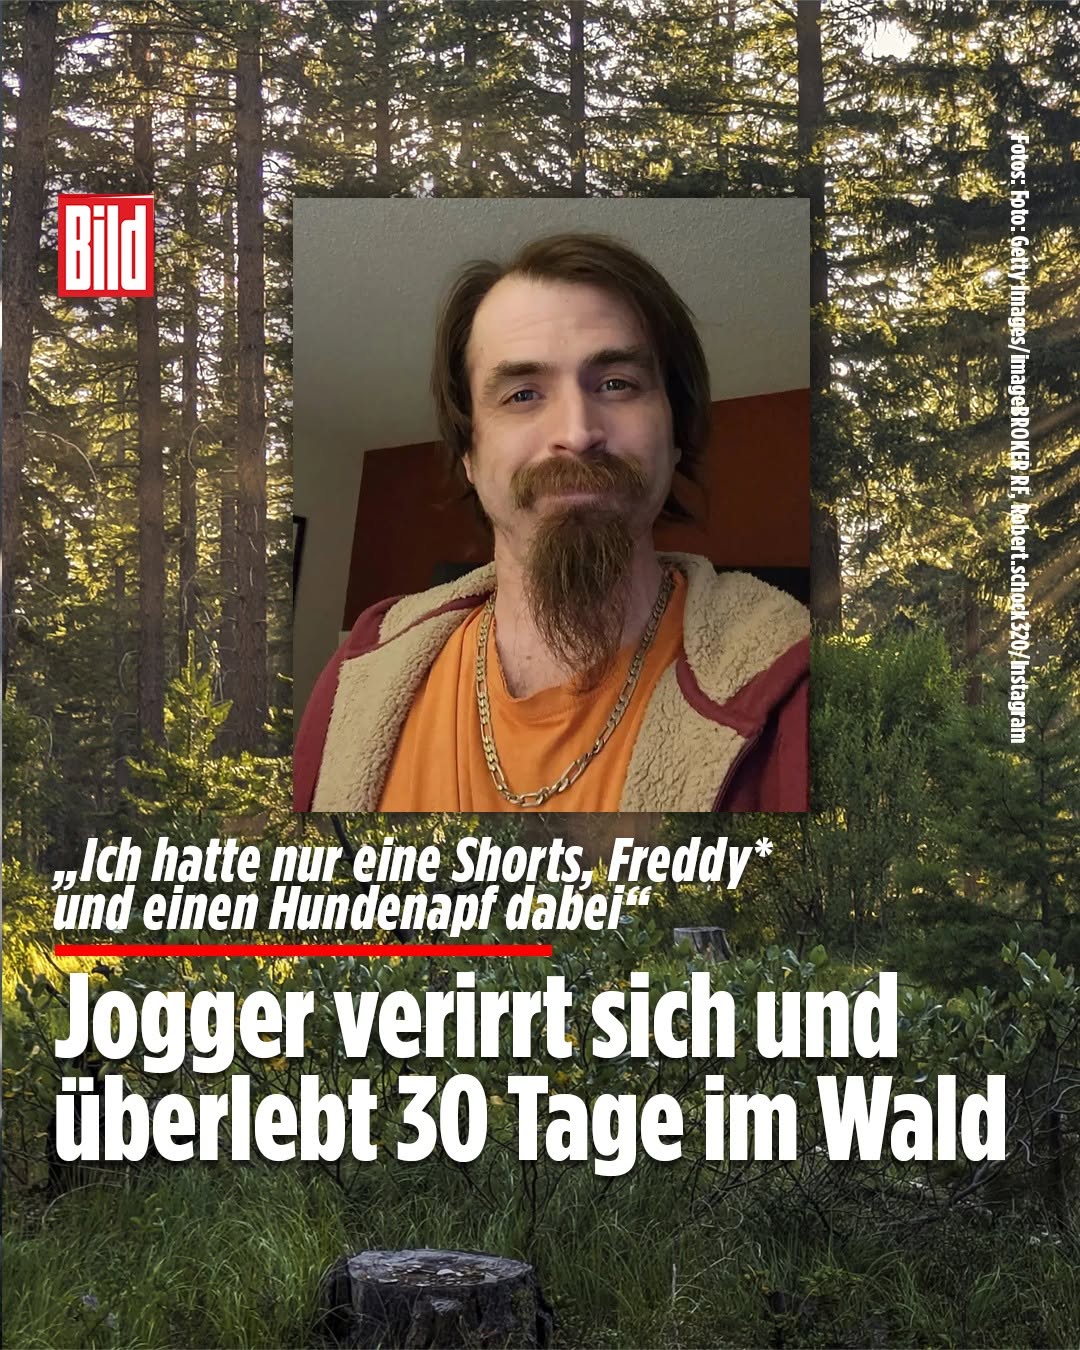 Bild
Fotos: Foto: Getty Images/imageBROKER RF, Robert.schock320/Instagram
„Ich hatte nur eine Shorts, Freddy*
und einen Hundenapf dabei“
Jogger verirrt sich und
überlebt 30 Tage im Wald